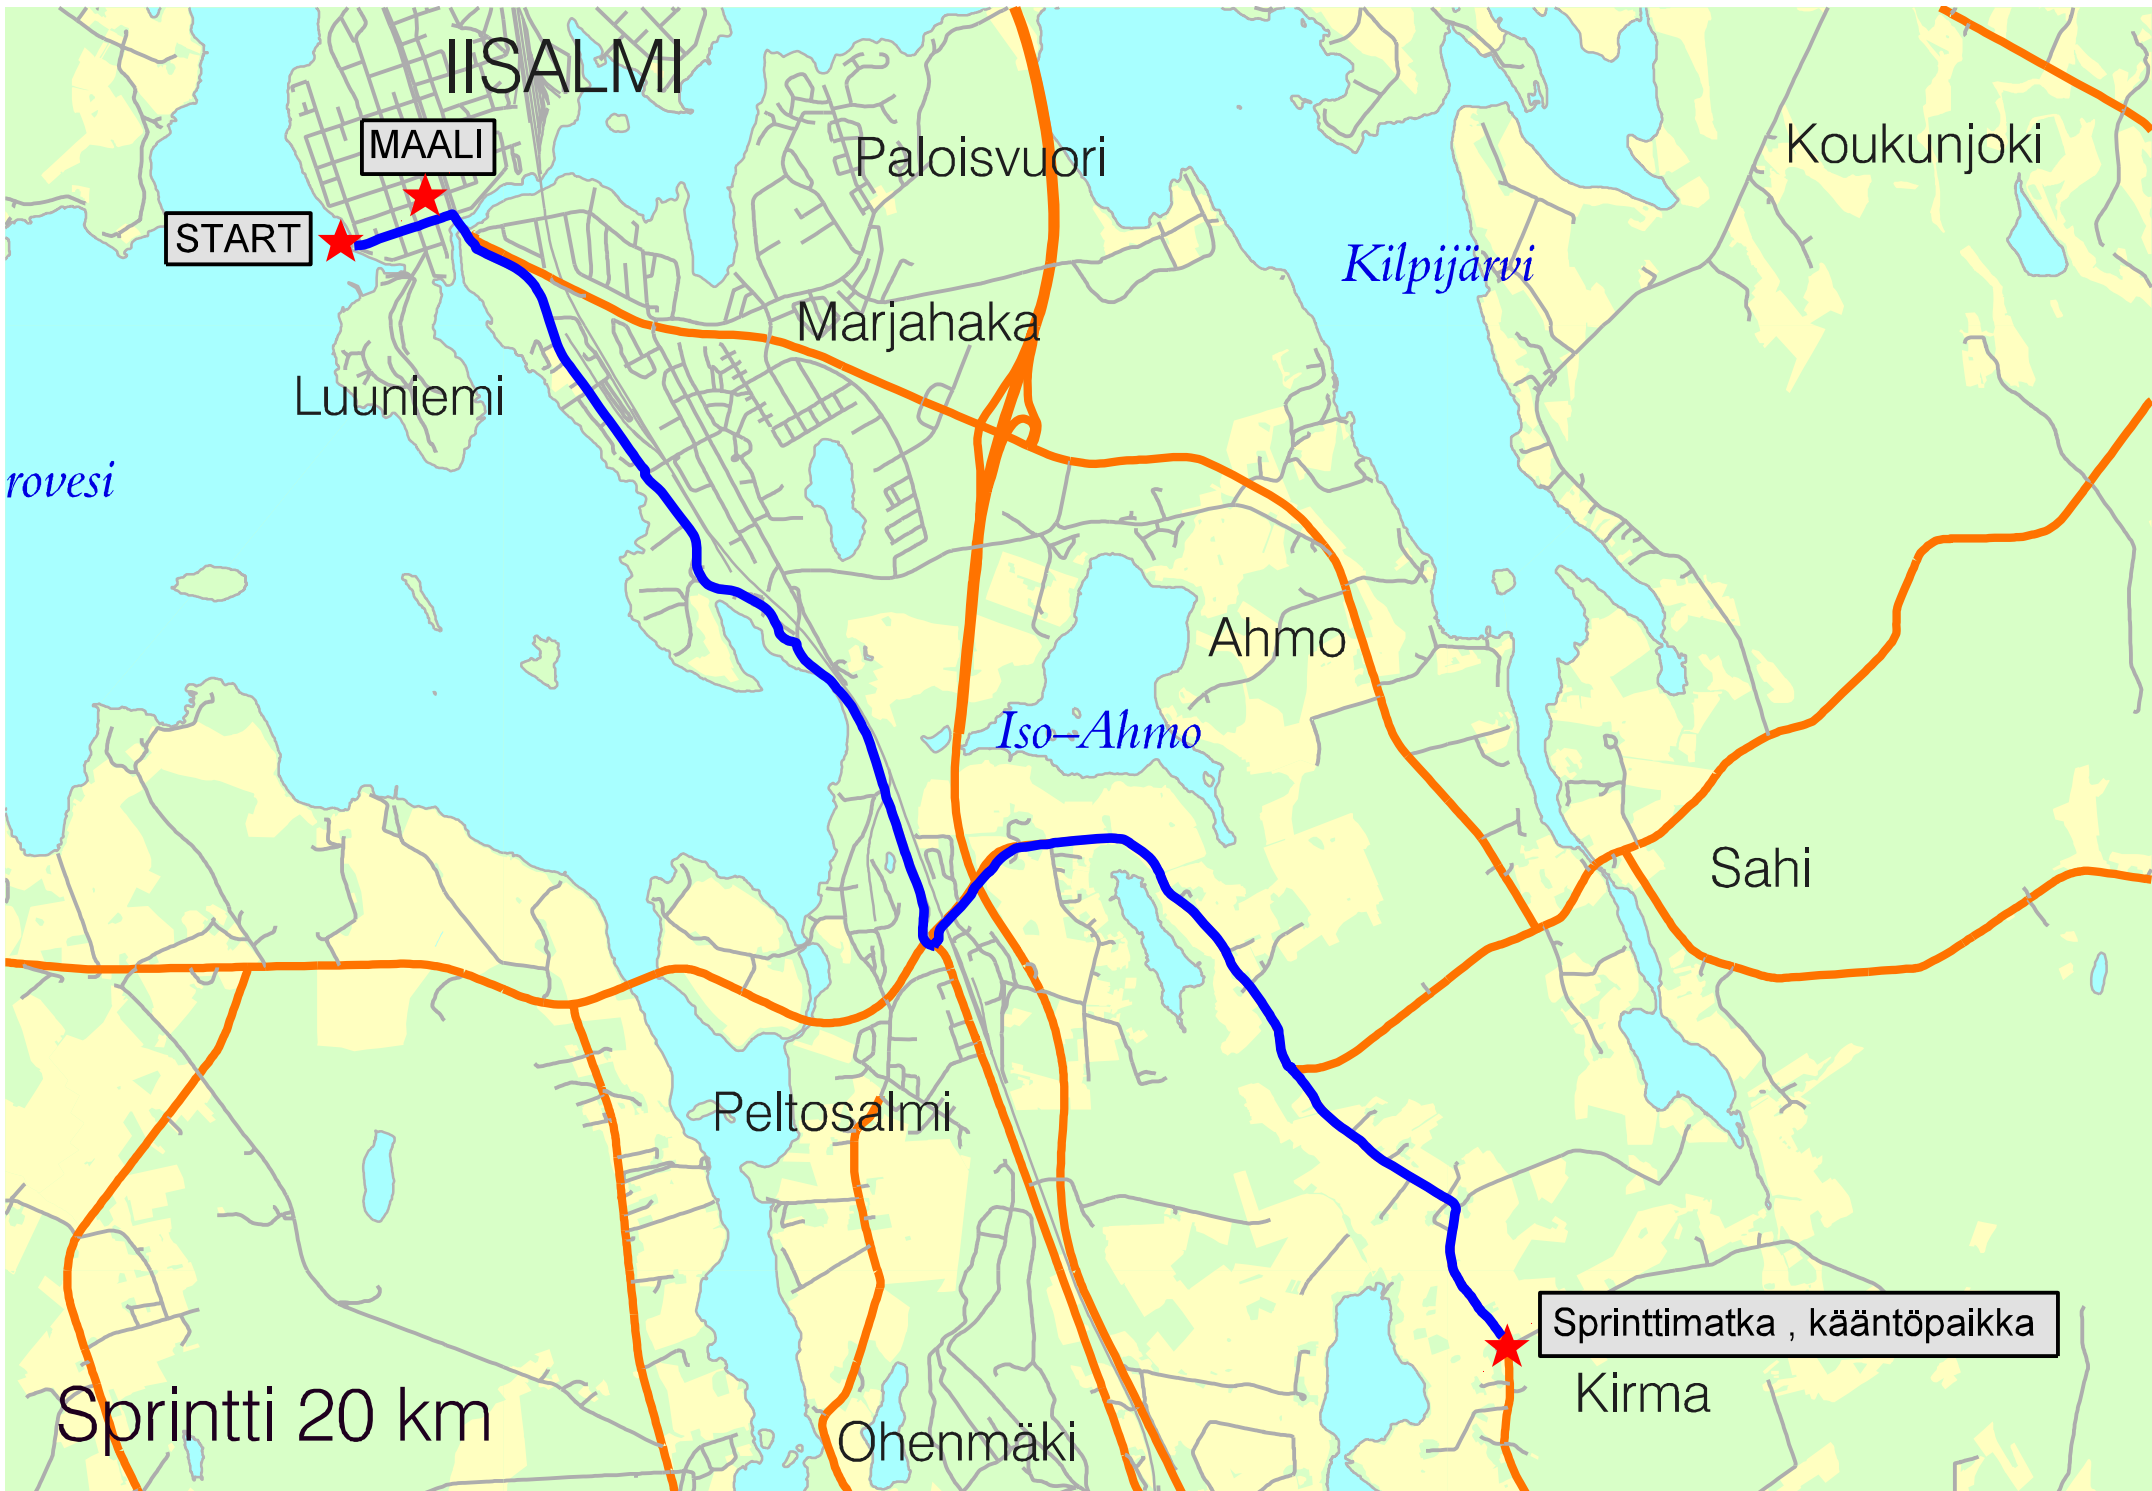 IISALMI
MAALI
Paloisvuori
Koukunjoki
START
Kilpijärvi
Marjahaka
Luuniemi
rovesi
Ahmo
Iso–Ahmo
Sahi
Peltosalmi
Sprinttimatka , kääntöpaikka
Kirma
Sprintti 20 km
Ohenmäki